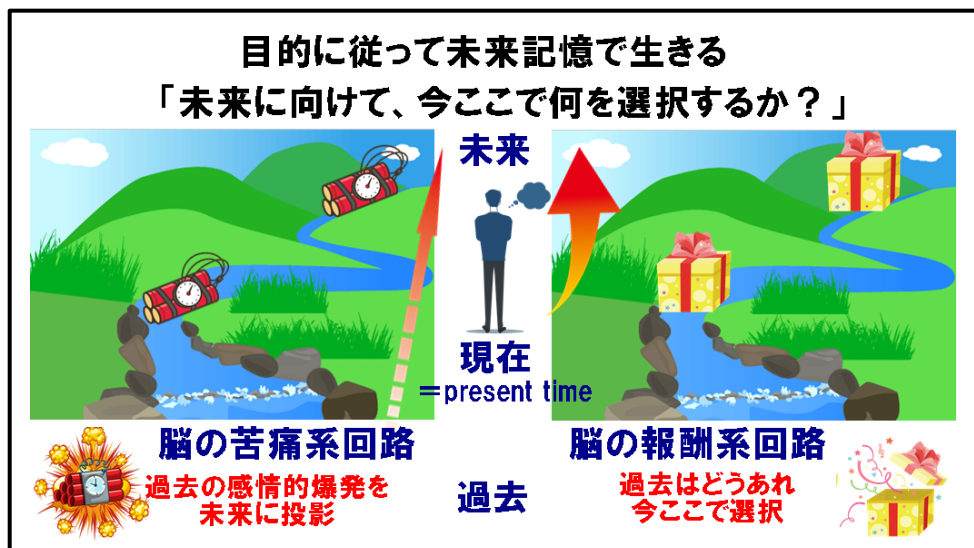 目的に従って未来記憶で生きる
「未来に向けて、今ここで何を選択するか?」
未来
現在
=present time
脳の苦痛系回路
過去の感情的爆発を
未来に投影
過去
脳の報酬系回路
過去はどうあれ
今ここで選択